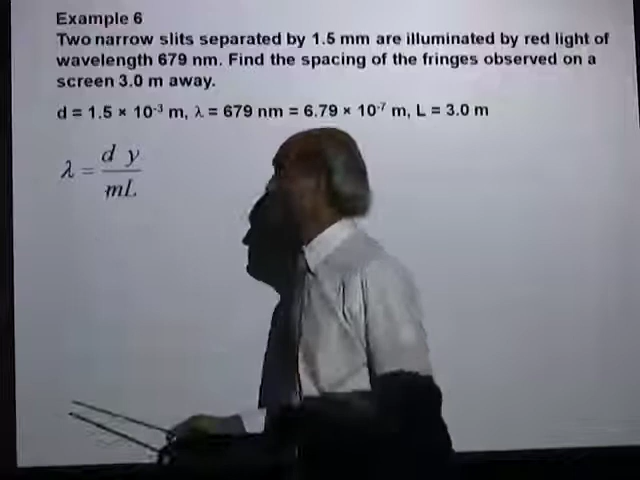 Example 6
Two narrow slits separated by 1.5 mm are illuminated by red light of
wavelength 679 nm. Find the spacing of the fringes observed on a
screen 3.0 m away.
d = 1.5 × 10⁻³ m, λ = 679 nm = 6.79 × 10⁻⁷ m, L = 3.0 m
λ = d y / mL